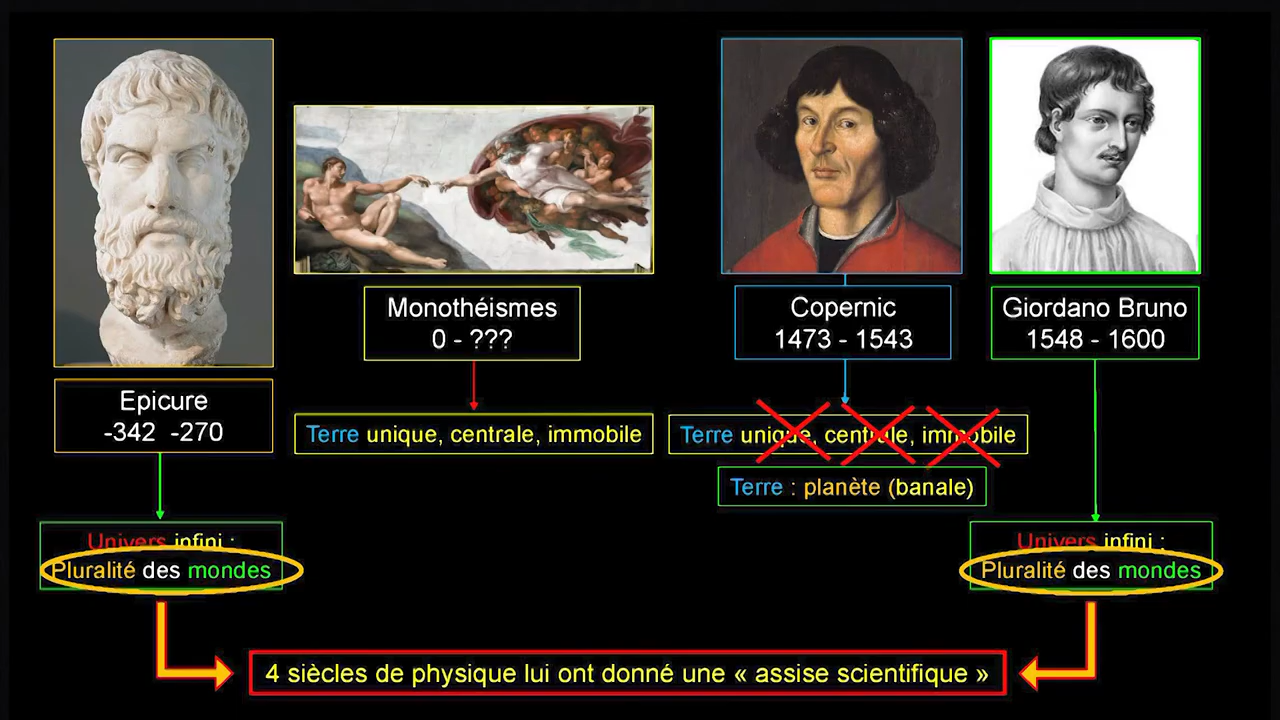 Epicure
-342 -270
Univers infini :
Pluralité des mondes
Monothéismes
0 - ???
Terre unique, centrale, immobile
Copernic
1473 - 1543
Terre unique, centrale, immobile
Terre : planète (banale)
Giordano Bruno
1548 - 1600
Univers infini :
Pluralité des mondes
4 siècles de physique lui ont donné une « assise scientifique »